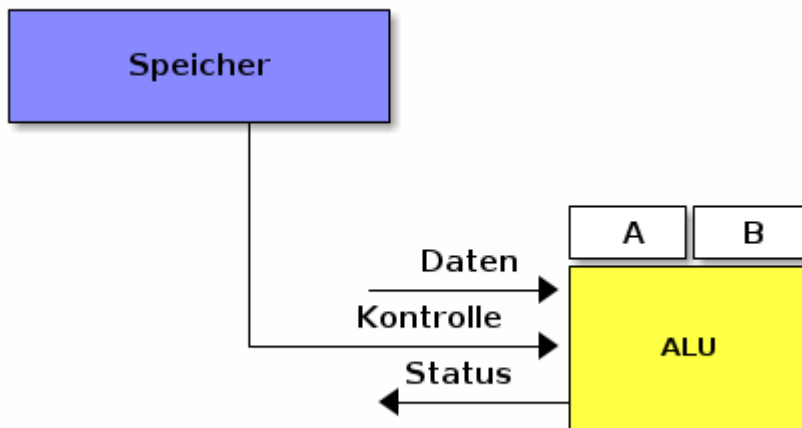 Speicher
A
B
Daten
Kontrolle
ALU
Status